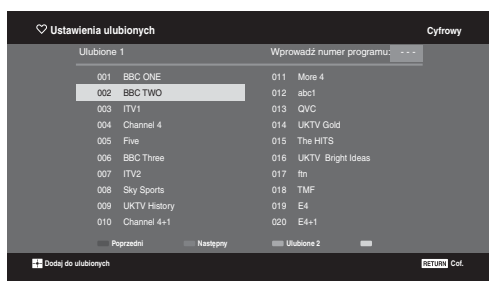 ♡ Ustawienia ulubionych Cyfrowy
Ulubione 1 Wprowadź numer programu: - - -
001 BBC ONE 011 More 4
002 BBC TWO 012 abc1
003 ITV1 013 QVC
004 Channel 4 014 UKTV Gold
005 Five 015 The HITS
006 BBC Three 016 UKTV Bright Ideas
007 ITV2 017 ftn
008 Sky Sports 018 TMF
009 UKTV History 019 E4
010 Channel 4+1 020 E4+1
Poprzedni Następny Ulubione 2
Dodaj do ulubionych RETURN Cof.